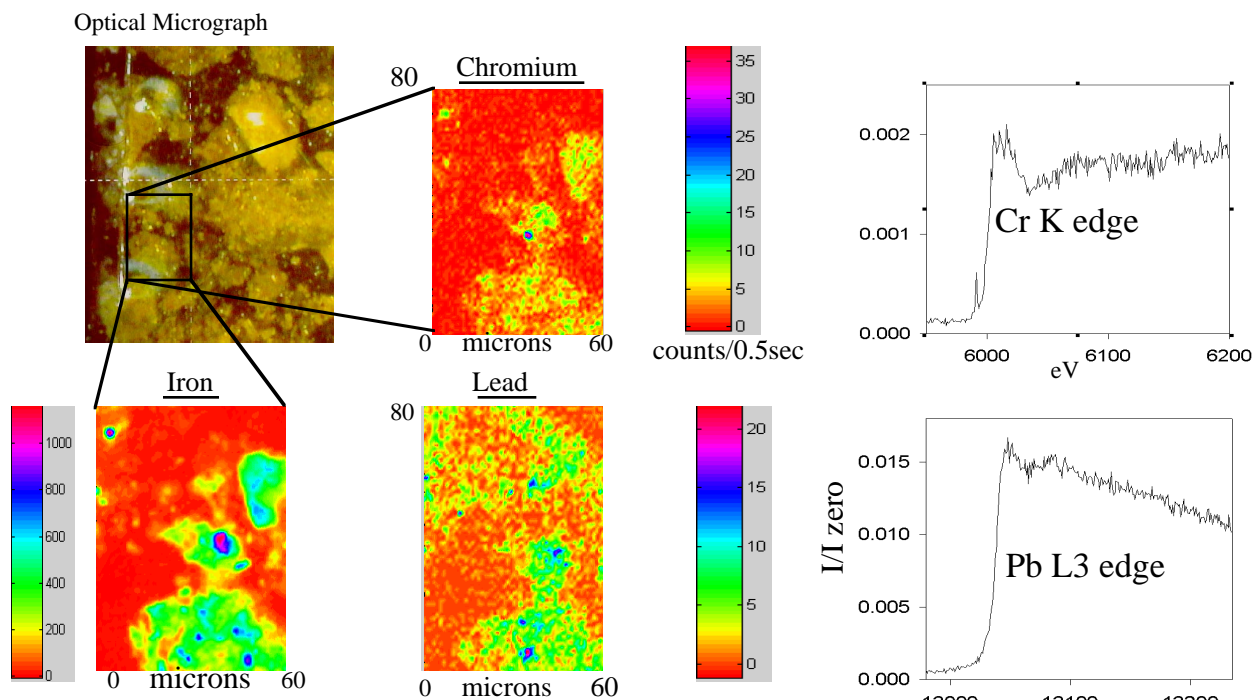 Optical Micrograph
80
Chromium
0 microns 60
35
30
25
20
15
10
5
0
counts/0.5sec
0.002
0.001
0.000
Cr K edge
6000 6100 6200
eV
Iron
1000
800
600
400
200
0
0 microns 60
Lead
80
0 microns 60
20
15
10
5
0
I/I zero
0.015
0.010
0.005
0.000
Pb L3 edge